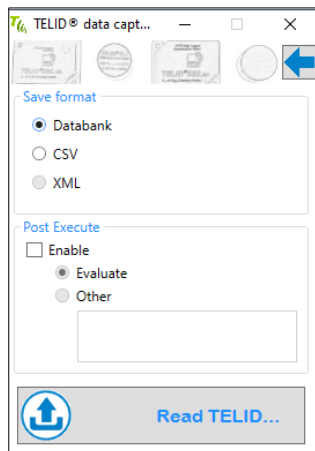 TELID® data capt...
Save format
Databank
CSV
XML
Post Execute
Enable
Evaluate
Other
Read TELID...